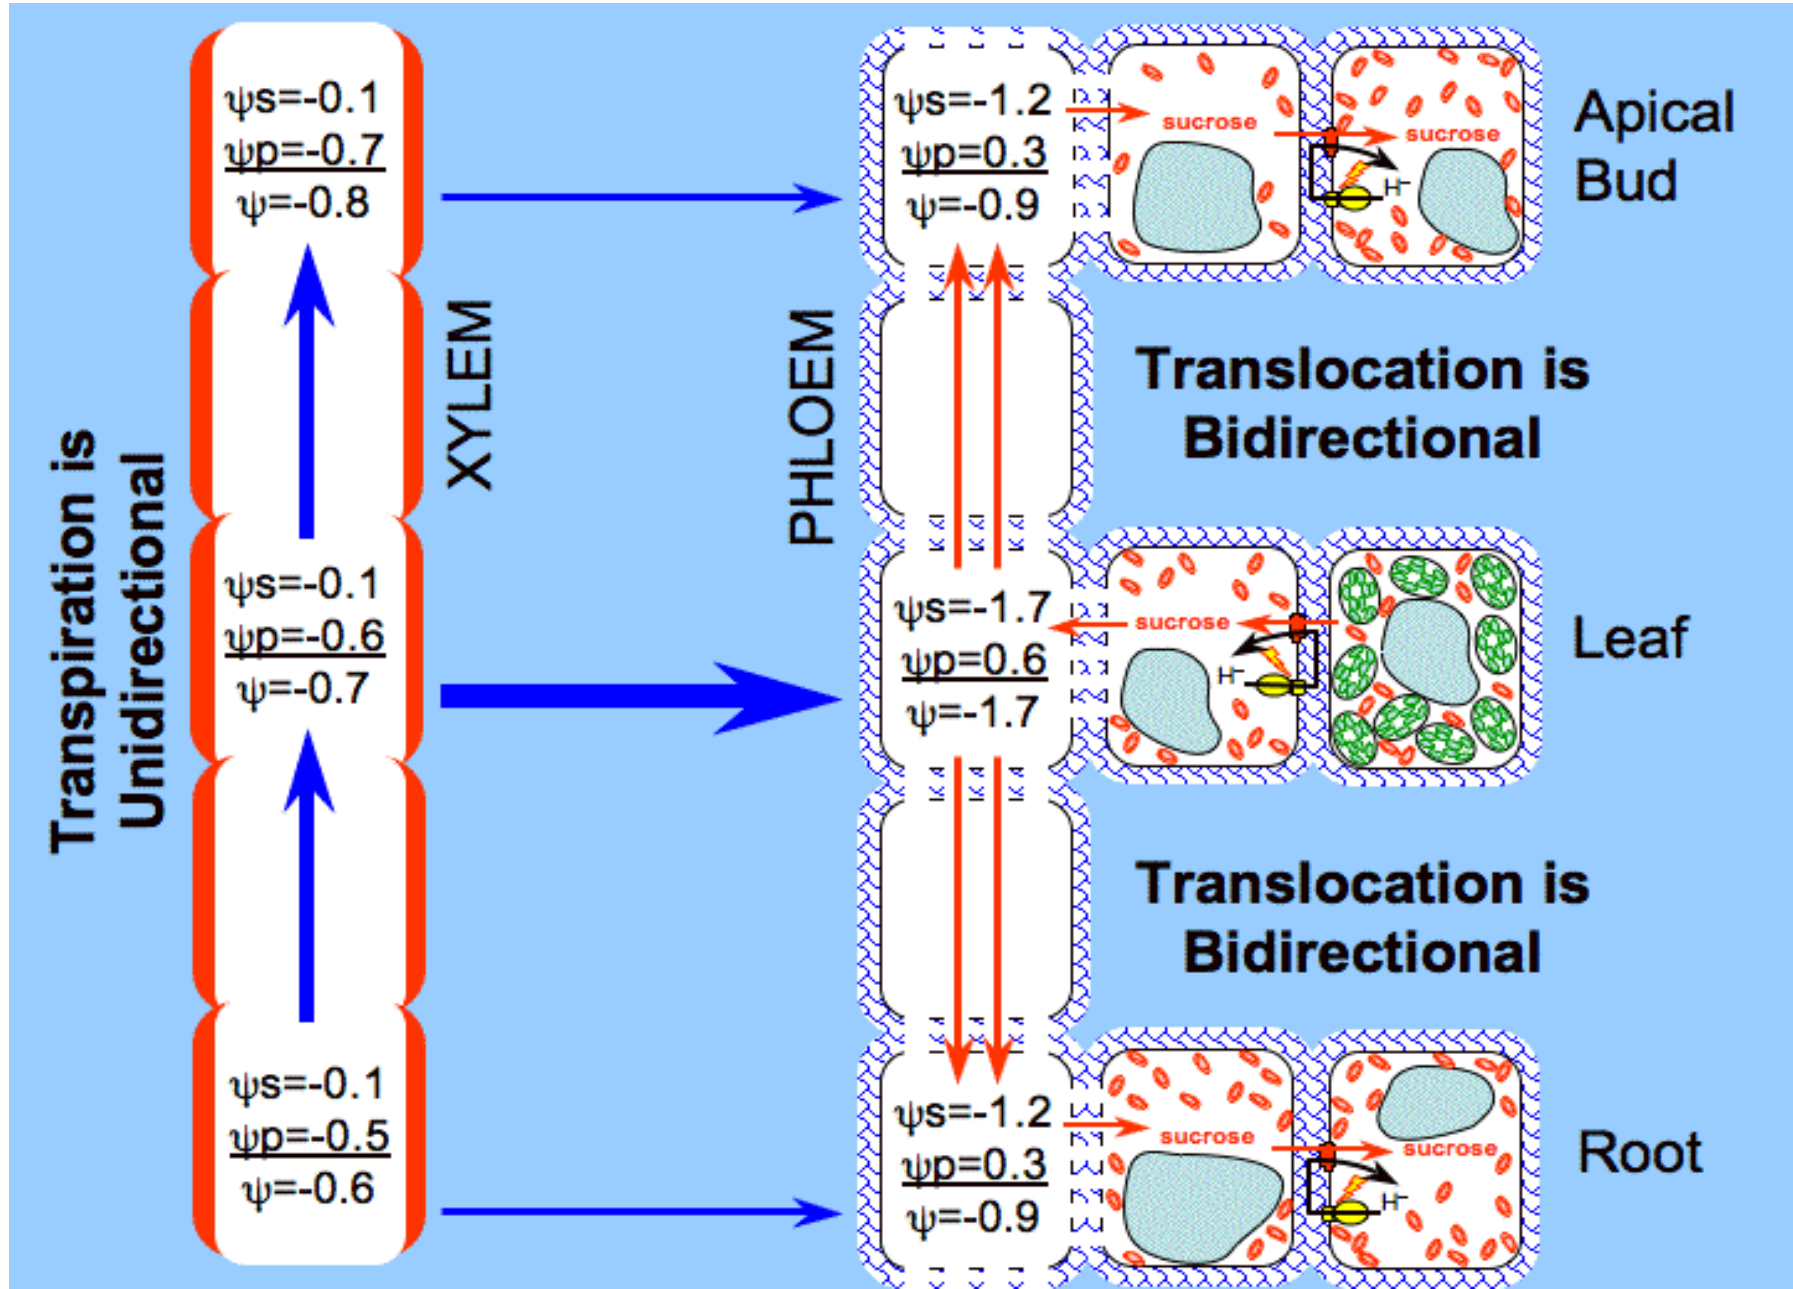 Transpiration is
Unidirectional
ψs=-0.1
ψp=-0.7
ψ=-0.8
ψs=-0.1
ψp=-0.6
ψ=-0.7
ψs=-0.1
ψp=-0.5
ψ=-0.6
XYLEM
PHLOEM
ψs=-1.2
ψp=0.3
ψ=-0.9
sucrose
sucrose
H⁻
Apical
Bud
Translocation is
Bidirectional
ψs=-1.7
ψp=0.6
ψ=-1.7
sucrose
H⁻
Leaf
Translocation is
Bidirectional
ψs=-1.2
ψp=0.3
ψ=-0.9
sucrose
sucrose
H⁻
Root